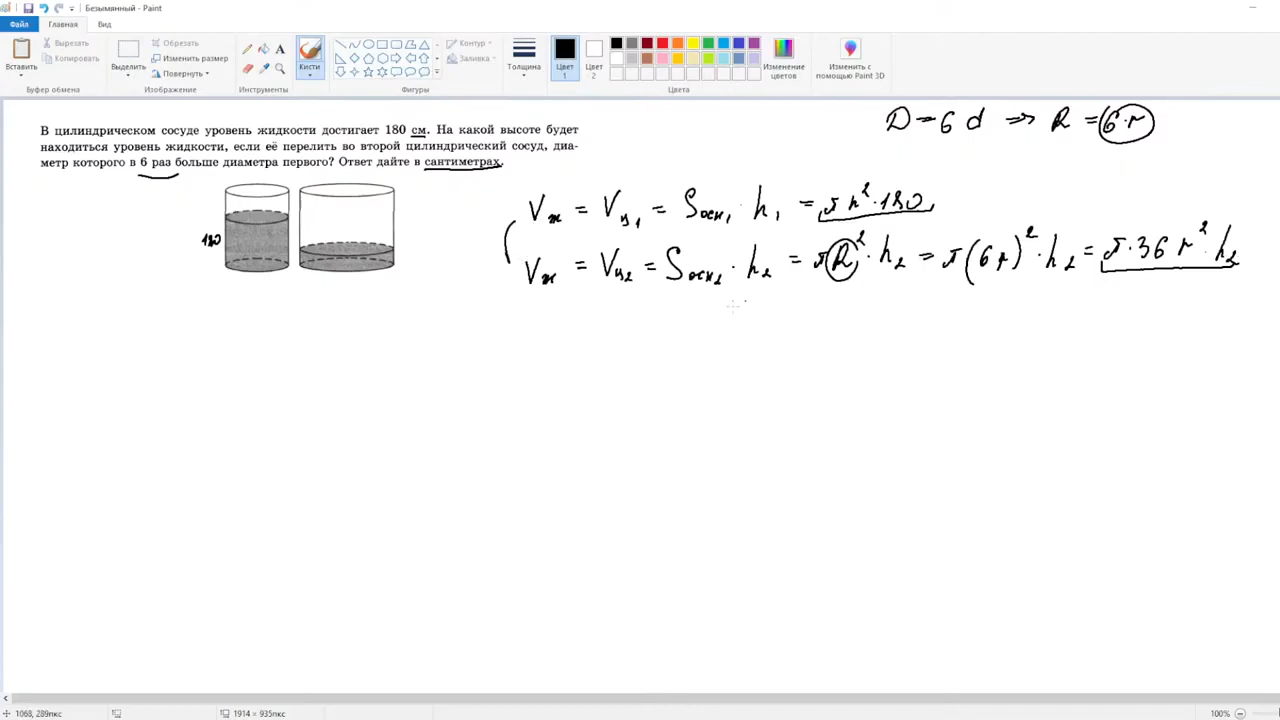 Безымянный - Paint
Файл
Главная
Вид
Вставить
Вырезать
Копировать
Буфер обмена
Выделить
Обрезать
Изменить размер
Повернуть
Изображение
Инструменты
Кисти
Контур
Заливка
Фигуры
Толщина
Цвет 1
Цвет 2
Изменение цветов
Цвета
Изменить с помощью Paint 3D
В цилиндрическом сосуде уровень жидкости достигает 180 см. На какой высоте будет
находиться уровень жидкости, если её перелить во второй цилиндрический сосуд, диа-
метр которого в 6 раз больше диаметра первого? Ответ дайте в сантиметрах.
D = 6 d => R = 6·r
180
Vж = Vц₁ = Sосн₁ · h₁ = π r² · 180
Vж = Vц₂ = Sосн₂ · h₂ = π R² · h₂ = π (6 r)² · h₂ = π · 36 r² · h₂
1068, 289пкс
1914 × 935пкс
100%